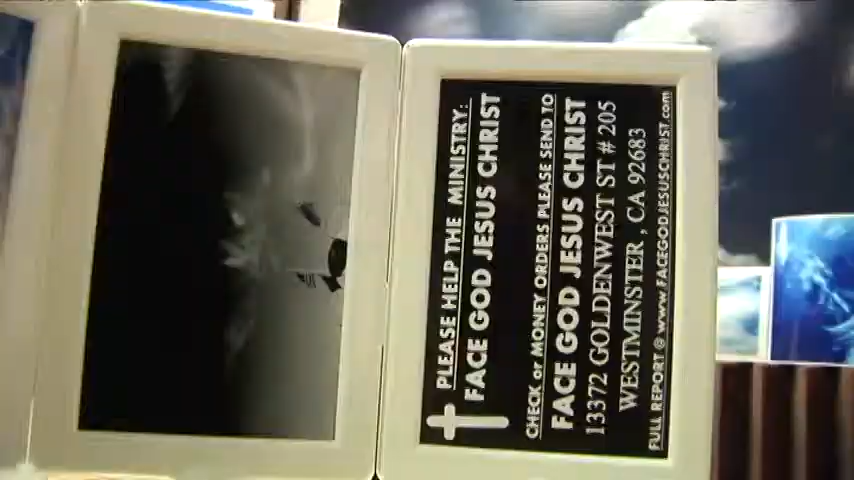 PLEASE HELP THE MINISTRY:
FACE GOD JESUS CHRIST
CHECK or MONEY ORDERS PLEASE SEND TO
FACE GOD JESUS CHRIST
13372 GOLDENWEST ST # 205
WESTMINSTER , CA 92683
FULL REPORT @ www.FACEGODJESUSCHRIST.com